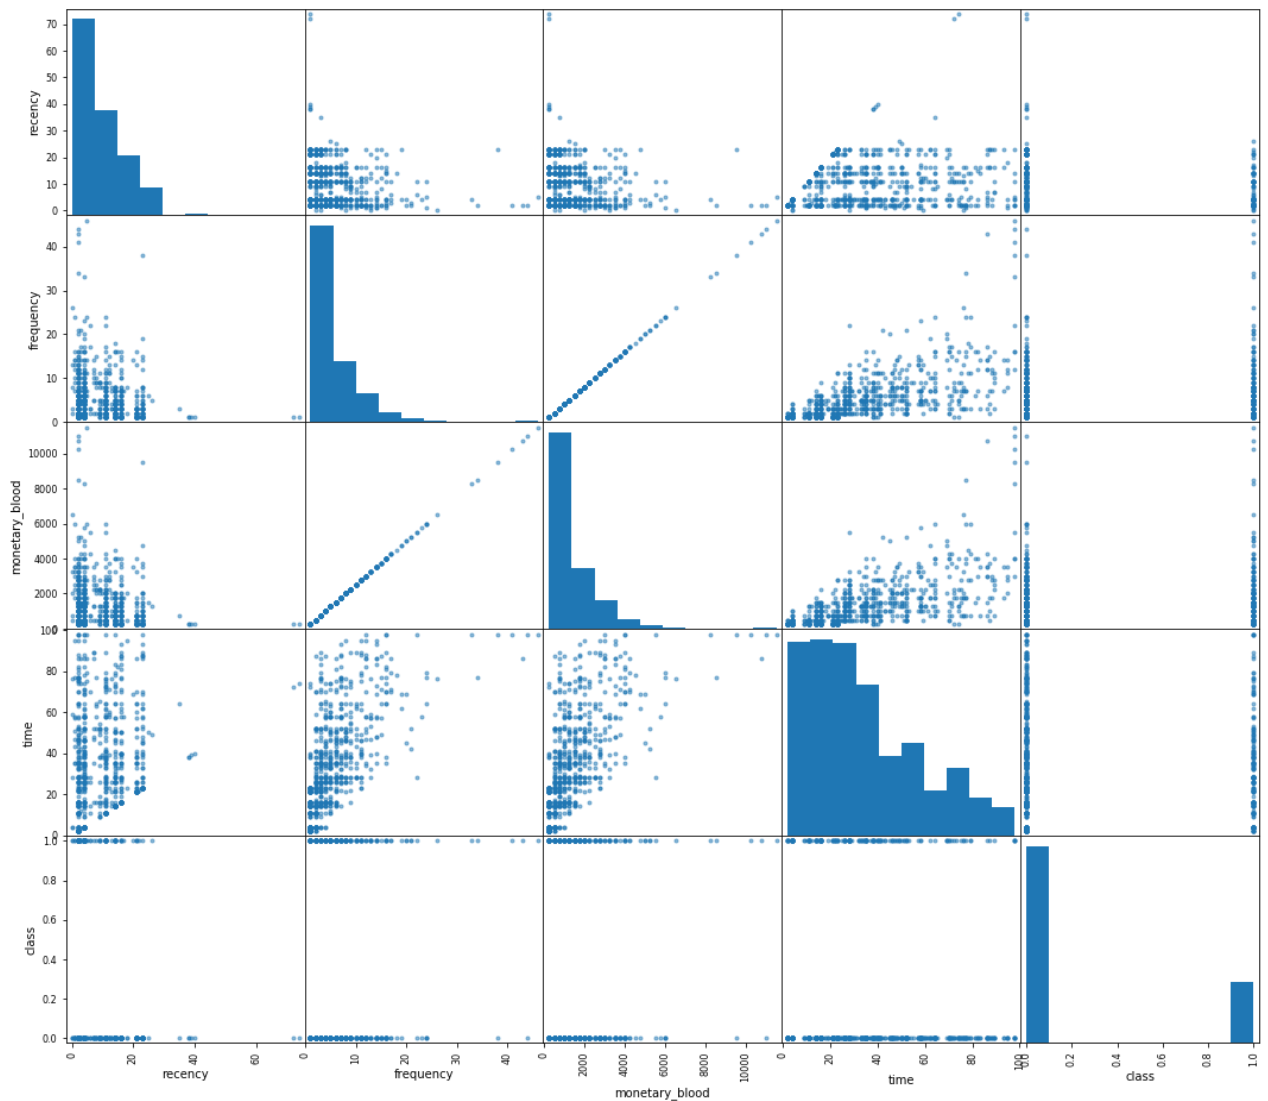 70
60
50
40
30
20
10
0
recency
40
30
20
10
0
frequency
10000
8000
6000
4000
2000
0
monetary_blood
100
80
60
40
20
0
time
1.0
0.8
0.6
0.4
0.2
0.0
class
0 20 40 60
0 10 20 30 40
0 2000 4000 6000 8000 10000
0 20 40 60 80 100
0.0 0.2 0.4 0.6 0.8 1.0
recency frequency monetary_blood time class